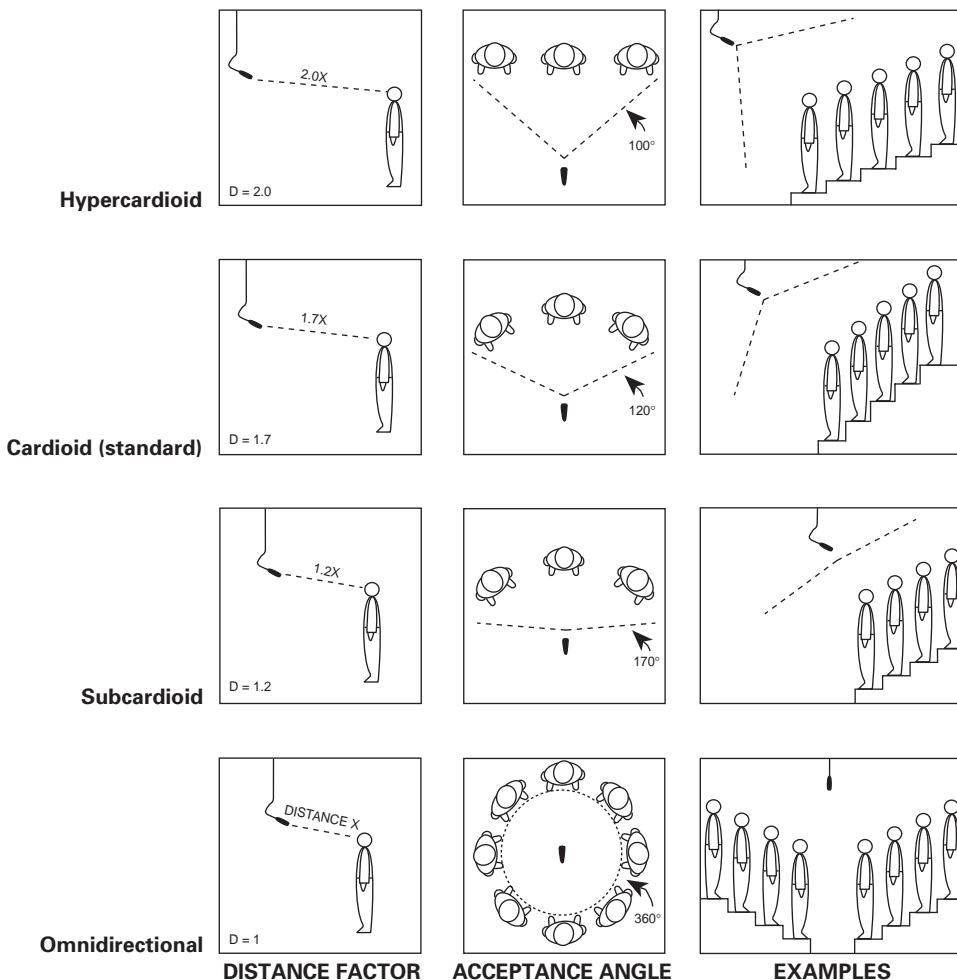 2.0X
100°
D = 2.0
Hypercardioid
1.7X
120°
D = 1.7
Cardioid (standard)
1.2X
170°
D = 1.2
Subcardioid
DISTANCE X
360°
D = 1
Omnidirectional
DISTANCE FACTOR ACCEPTANCE ANGLE EXAMPLES